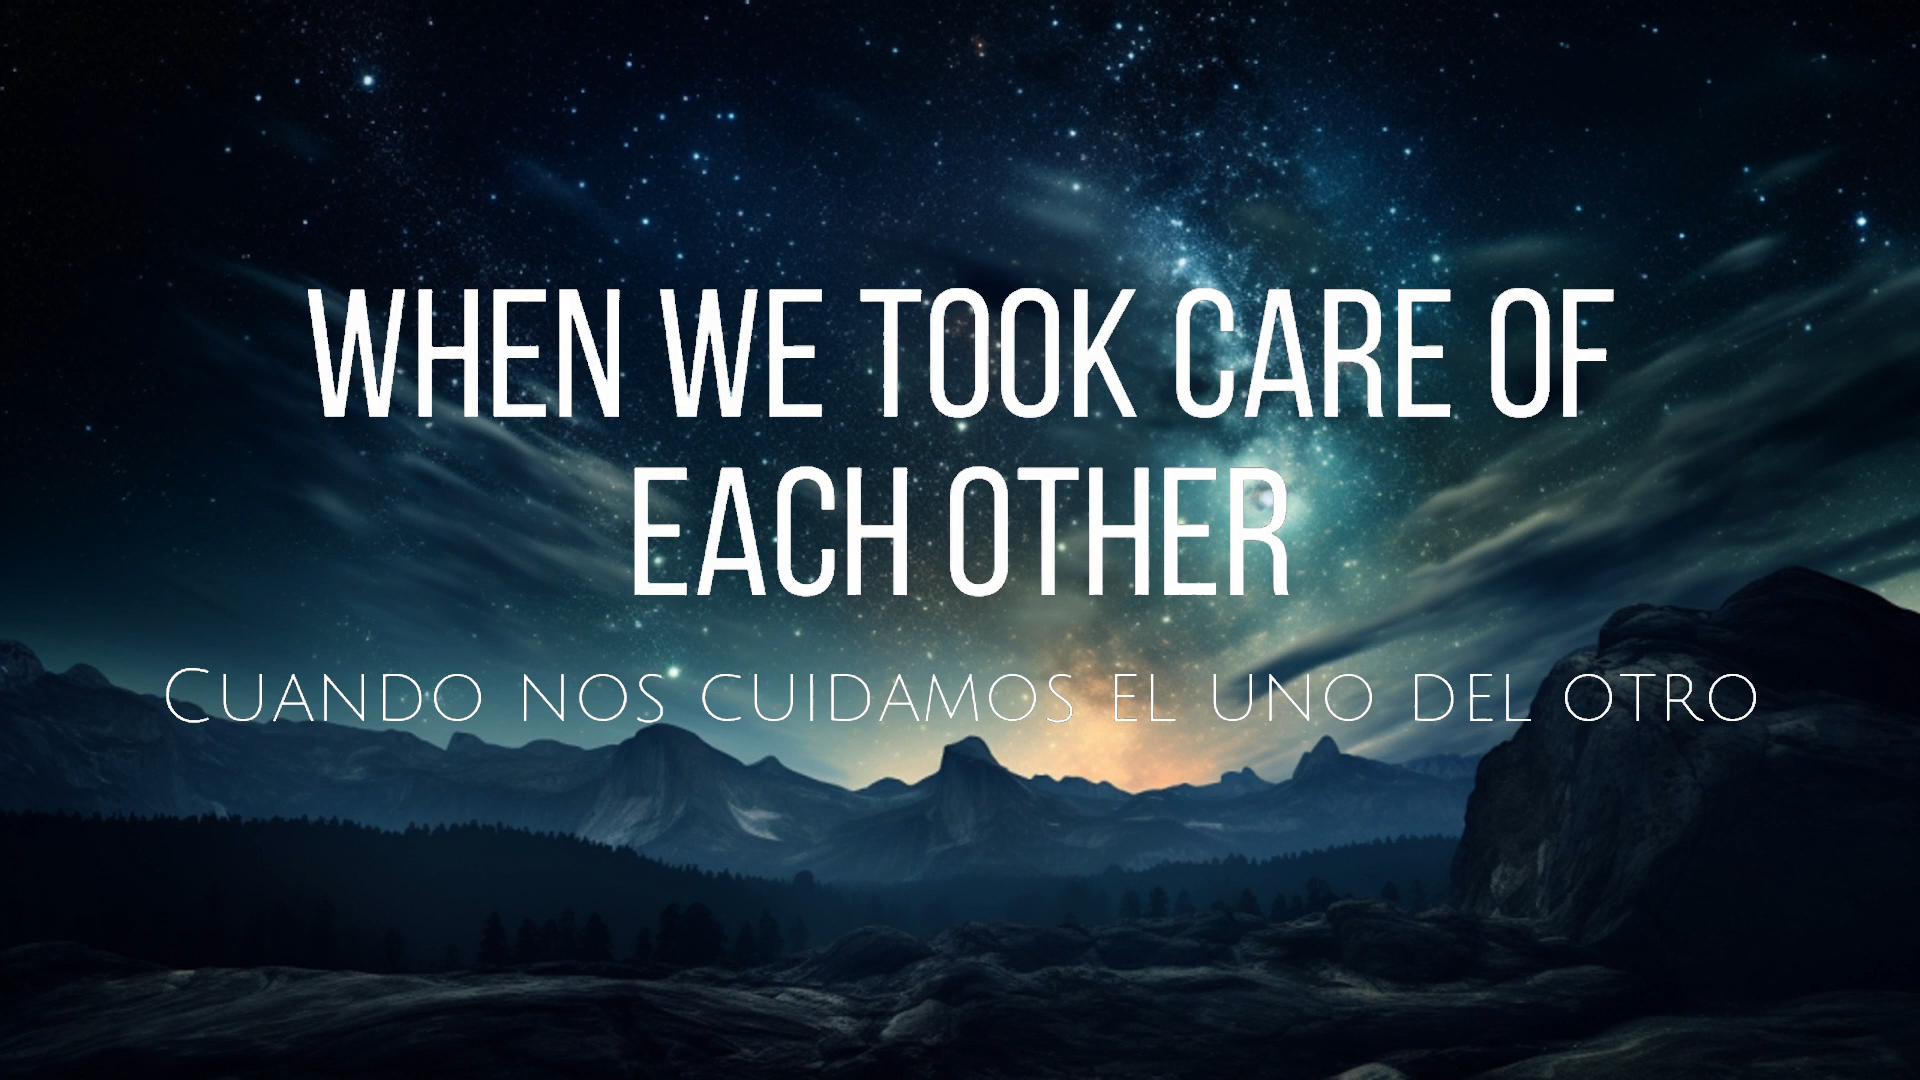 WHEN WE TOOK CARE OF
EACH OTHER
Cuando nos cuidamos el uno del otro